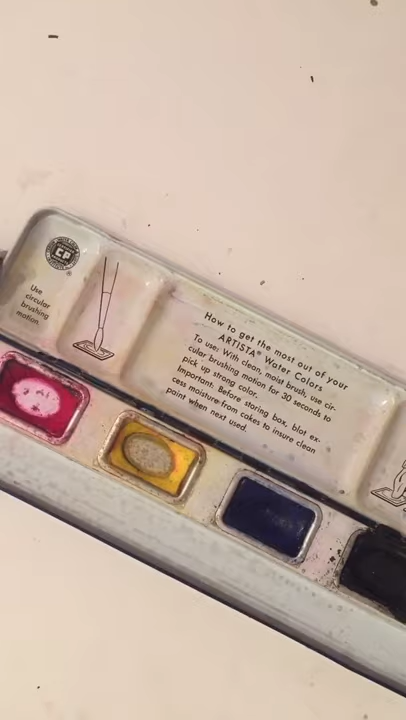 CP
®
Use
circular
brushing
motion.
How to get the most out of your
ARTISTA® Water Colors
To use: With clean, moist brush, use cir-
cular brushing motion for 30 seconds to
pick up strong color.
Important: Before storing box, blot ex-
cess moisture from cakes to insure clean
paint when next used.